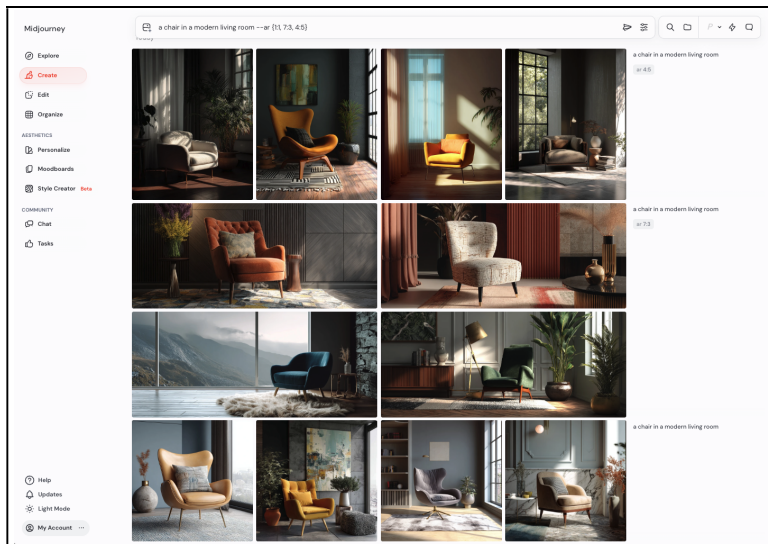 Midjourney
a chair in a modern living room --ar {1:1, 7:3, 4:5}
Today
Explore
Create
Edit
Organize
AESTHETICS
Personalize
Moodboards
Style Creator Beta
COMMUNITY
Chat
Tasks
Help
Updates
Light Mode
My Account ···
a chair in a modern living room
ar 4:5
a chair in a modern living room
ar 7:3
a chair in a modern living room